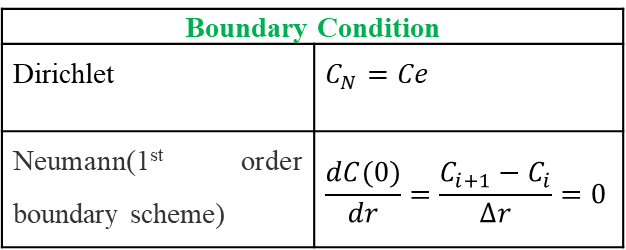 Boundary Condition
Dirichlet
C_N = Ce
Neumann(1st order
boundary scheme)
dC(0)/dr = (C_{i+1} − C_i)/Δr = 0